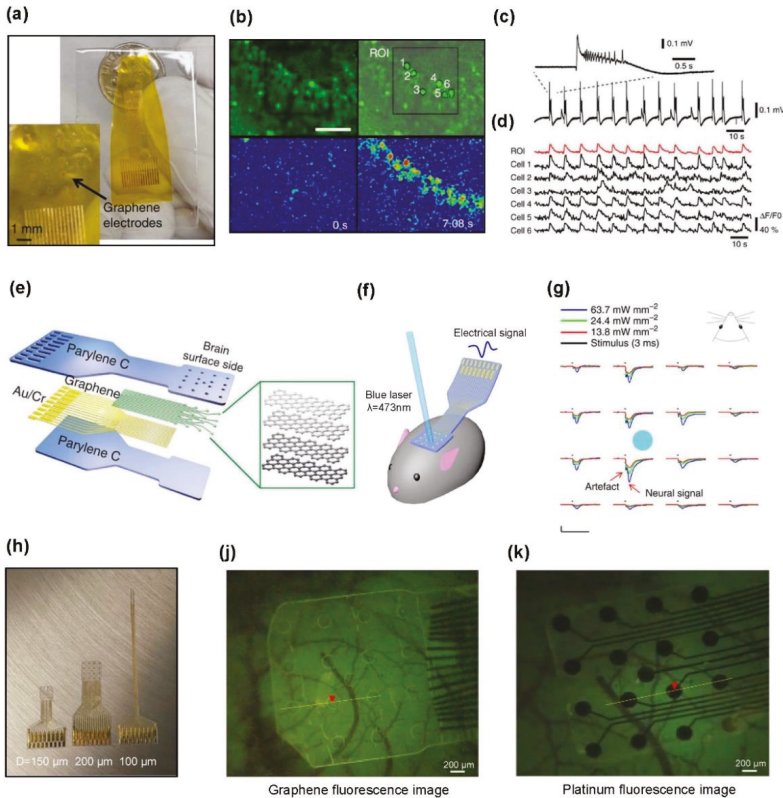 (a)
Graphene
electrodes
1 mm
(b)
ROI
1
2
3
4
5
6
0 s
7.08 s
(c)
0.1 mV
0.5 s
0.1 mV
10 s
(d)
ROI
Cell 1
Cell 2
Cell 3
Cell 4
Cell 5
Cell 6
ΔF/F0
40 %
10 s
(e)
Parylene C
Brain
surface side
Graphene
Au/Cr
Parylene C
(f)
Electrical signal
Blue laser
λ=473nm
(g)
63.7 mW mm⁻²
24.4 mW mm⁻²
13.8 mW mm⁻²
Stimulus (3 ms)
Artefact
Neural signal
(h)
D=150 µm 200 µm 100 µm
(j)
200 µm
Graphene fluorescence image
(k)
200 µm
Platinum fluorescence image